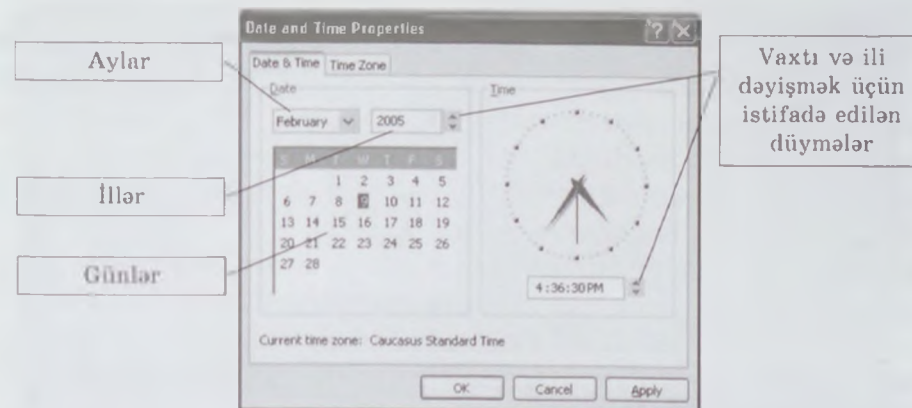 Date and Time Properties
Date & Time Time Zone
Date
Time
February 2005
S M T W T F S
1 2 3 4 5
6 7 8 9 10 11 12
13 14 15 16 17 18 19
20 21 22 23 24 25 26
27 28
4:36:30 PM
Current time zone: Caucasus Standard Time
OK Cancel Apply
Aylar
İllər
Günlər
Vaxtı və ili
dəyişmək üçün
istifadə edilən
düymələr